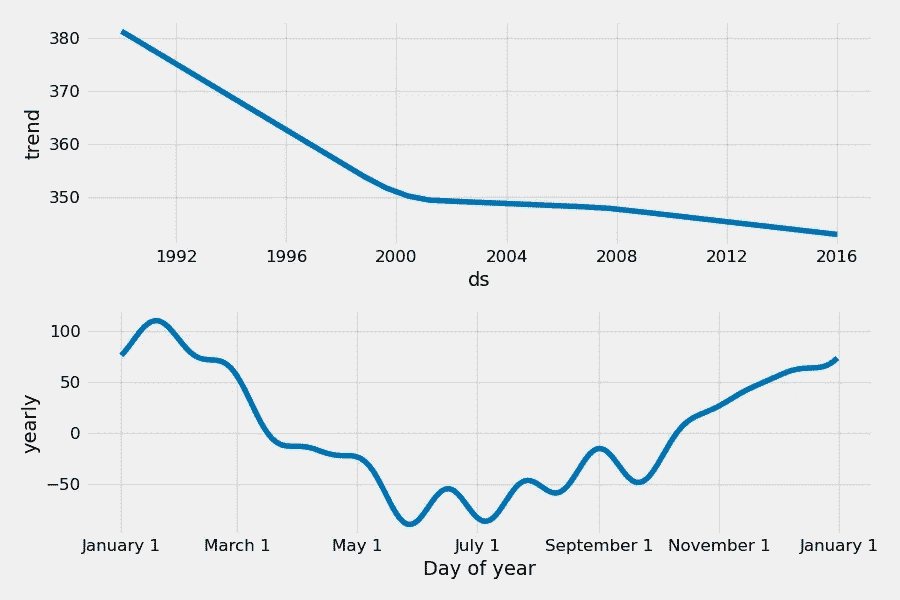 380
370
360
350
trend
1992 1996 2000 2004 2008 2012 2016
ds
100
50
0
−50
yearly
January 1 March 1 May 1 July 1 September 1 November 1 January 1
Day of year